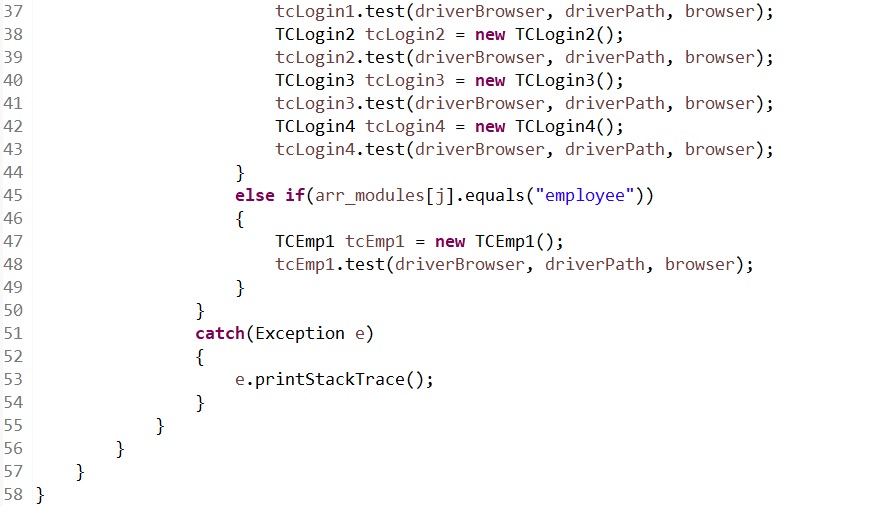 37 tcLogin1.test(driverBrowser, driverPath, browser);
38 TCLogin2 tcLogin2 = new TCLogin2();
39 tcLogin2.test(driverBrowser, driverPath, browser);
40 TCLogin3 tcLogin3 = new TCLogin3();
41 tcLogin3.test(driverBrowser, driverPath, browser);
42 TCLogin4 tcLogin4 = new TCLogin4();
43 tcLogin4.test(driverBrowser, driverPath, browser);
44 }
45 else if(arr_modules[j].equals("employee"))
46 {
47 TCEmp1 tcEmp1 = new TCEmp1();
48 tcEmp1.test(driverBrowser, driverPath, browser);
49 }
50 }
51 catch(Exception e)
52 {
53 e.printStackTrace();
54 }
55 }
56 }
57 }
58 }